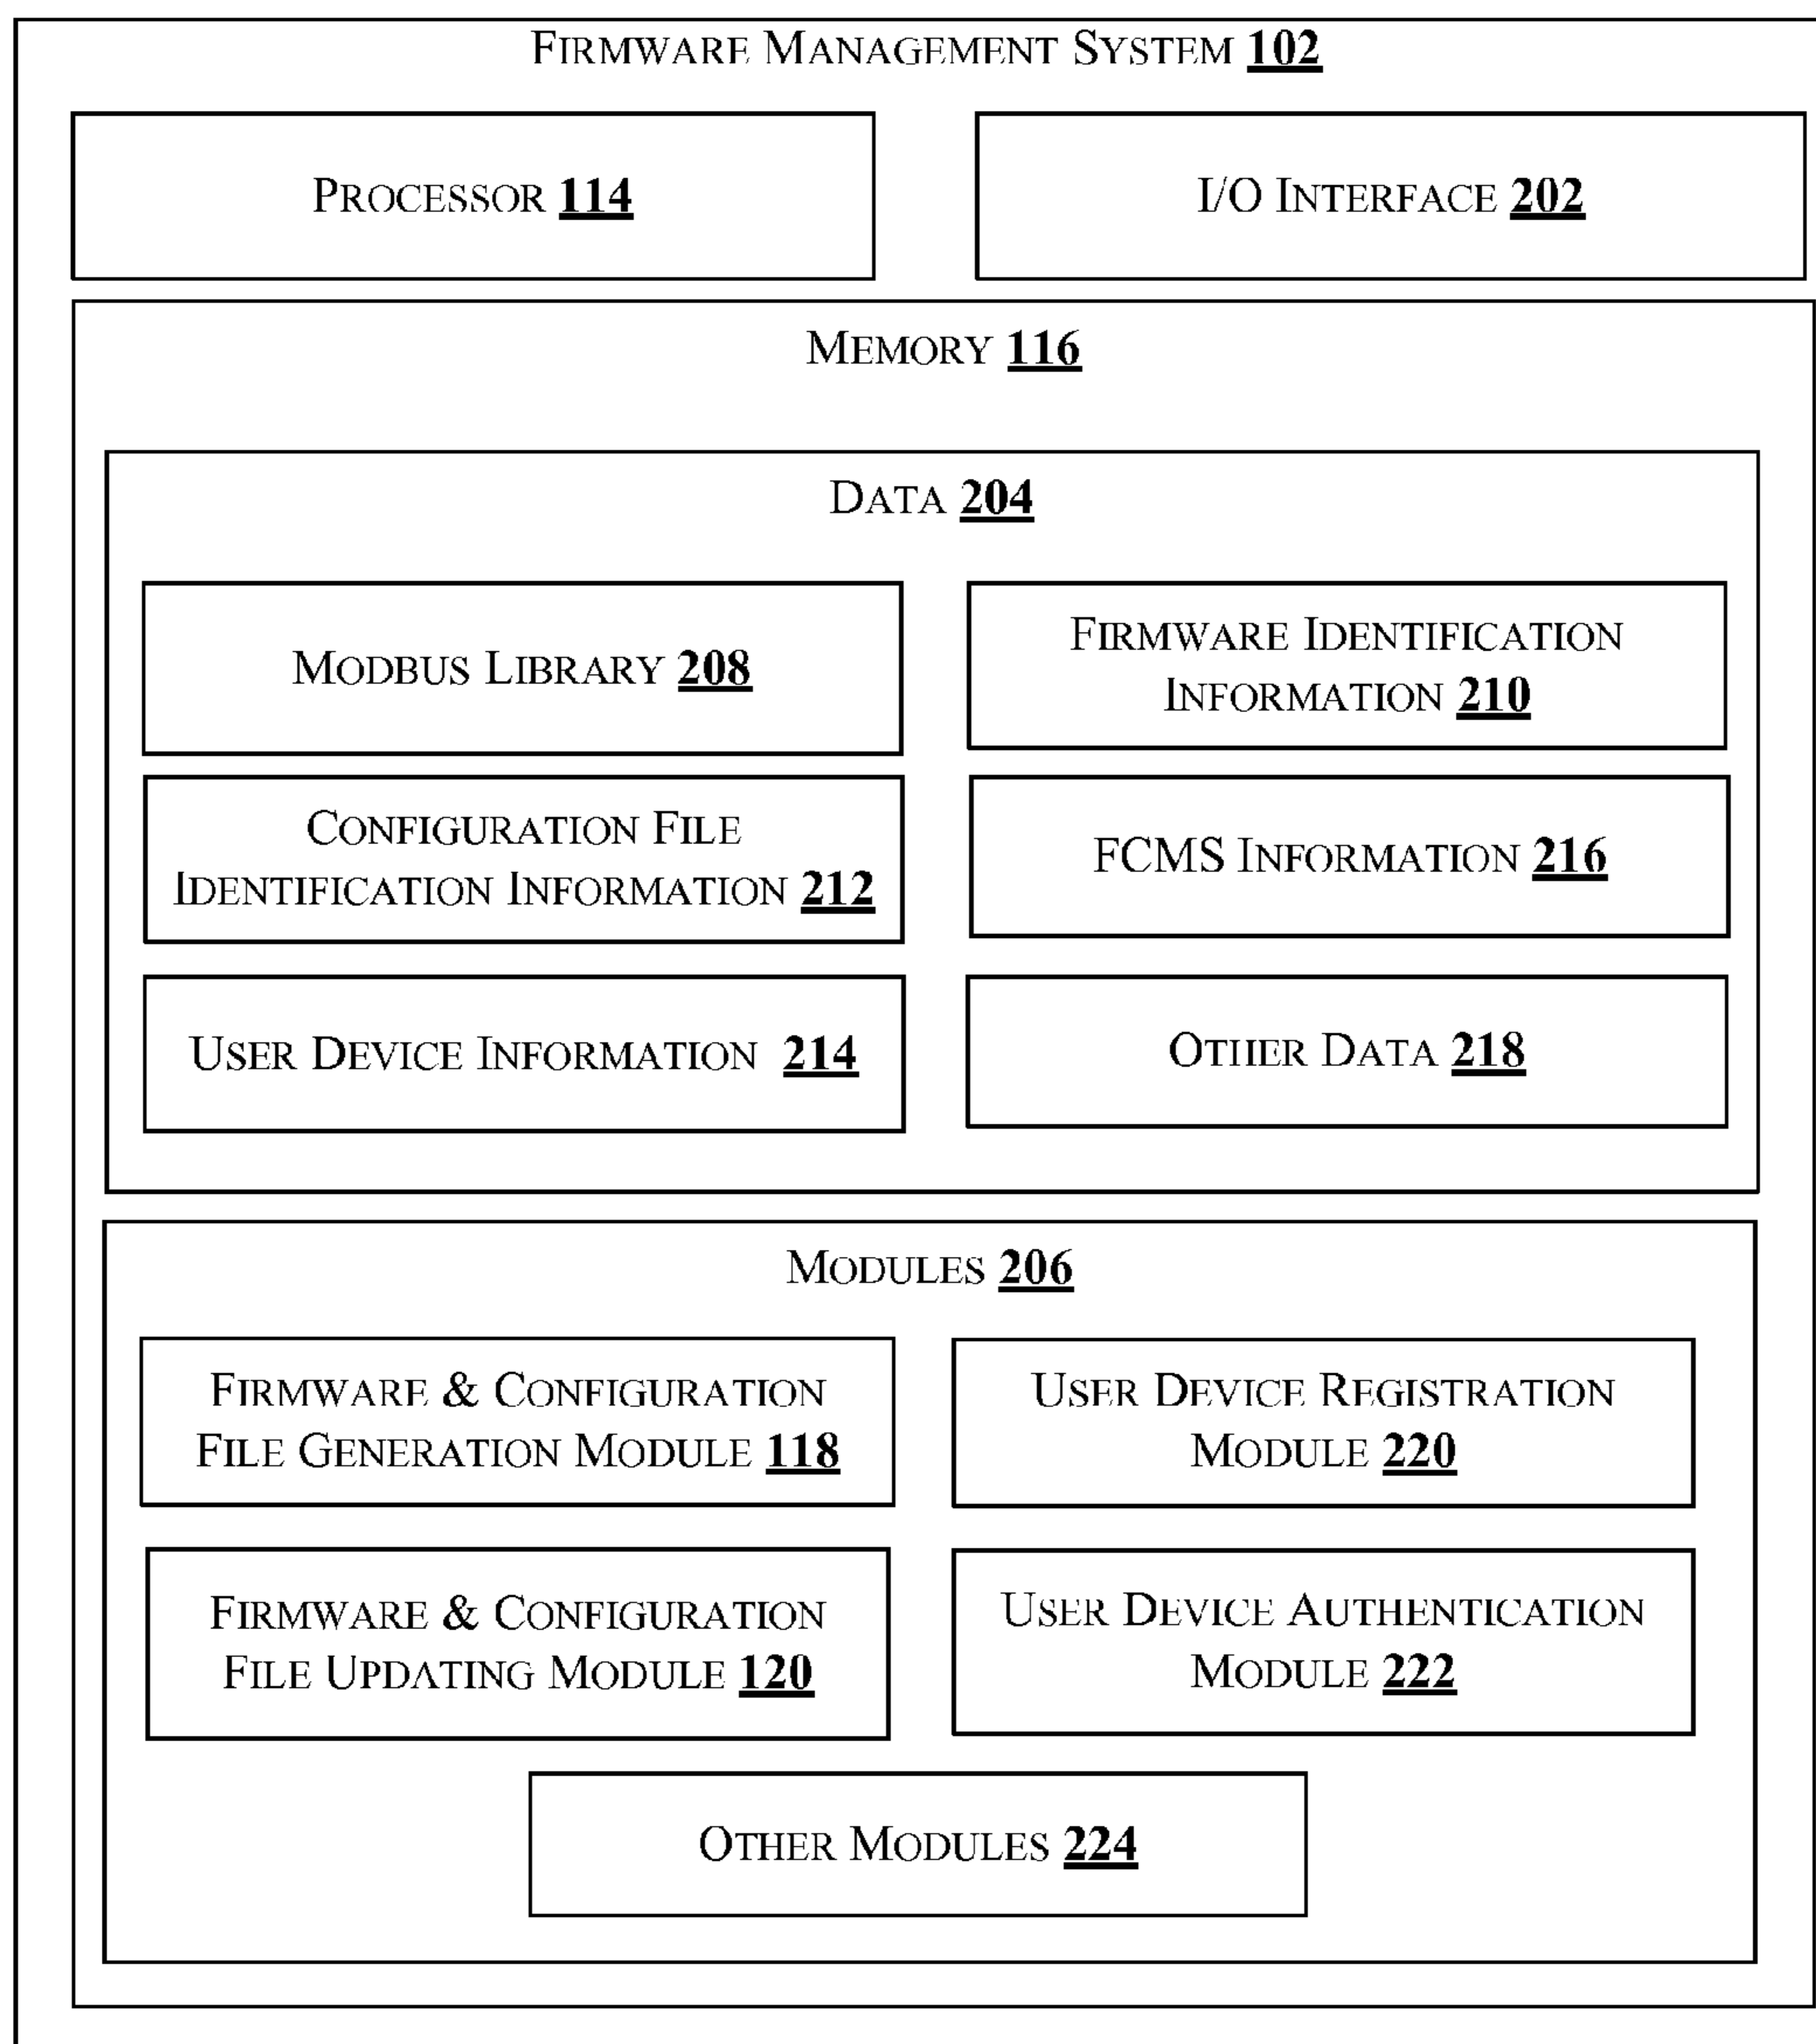 FIRMWARE MANAGEMENT SYSTEM 102
PROCESSOR 114
I/O INTERFACE 202
MEMORY 116
DATA 204
MODBUS LIBRARY 208
FIRMWARE IDENTIFICATION
INFORMATION 210
CONFIGURATION FILE
IDENTIFICATION INFORMATION 212
FCMS INFORMATION 216
USER DEVICE INFORMATION 214
OTHER DATA 218
MODULES 206
FIRMWARE & CONFIGURATION
FILE GENERATION MODULE 118
USER DEVICE REGISTRATION
MODULE 220
FIRMWARE & CONFIGURATION
FILE UPDATING MODULE 120
USER DEVICE AUTHENTICATION
MODULE 222
OTHER MODULES 224